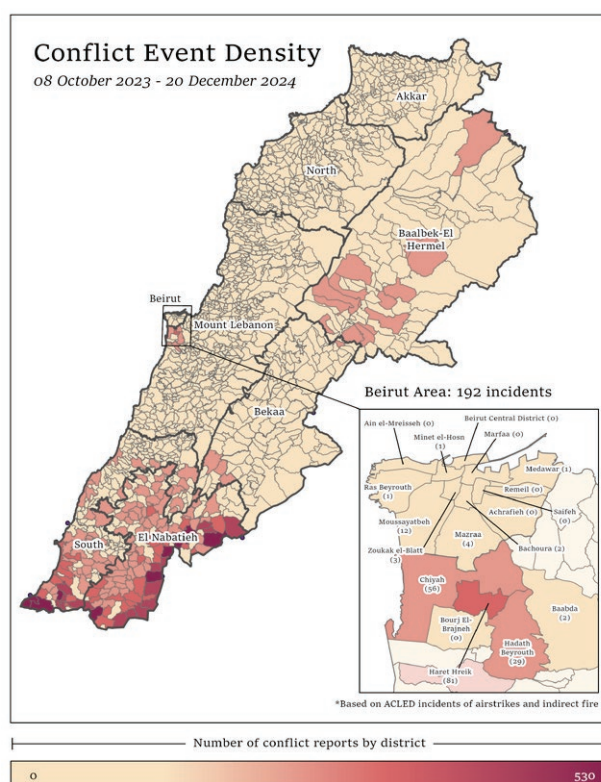 Conflict Event Density
08 October 2023 - 20 December 2024
Akkar
North
Baalbek-El
Hermel
Beirut
Mount Lebanon
Bekaa
El Nabatieh
South
Beirut Area: 192 incidents
Beirut Central District (0)
Ain el-Mreisseh (0)
Minet el-Hosn
(1)
Marfaa (0)
Medawar (1)
Ras Beyrouth
(1)
Remeil (0)
Achrafieh (0)
Saifeh
(0)
Moussayatbeh
(12)
Mazraa
(4)
Zoukak el-Blatt
(3)
Bachoura (2)
Chiyah
(56)
Bourj El-
Brajneh
(0)
Baabda
(2)
Hadath
Beyrouth
(29)
Haret Hreik
(81)
*Based on ACLED incidents of airstrikes and indirect fire
Number of conflict reports by district
0
530